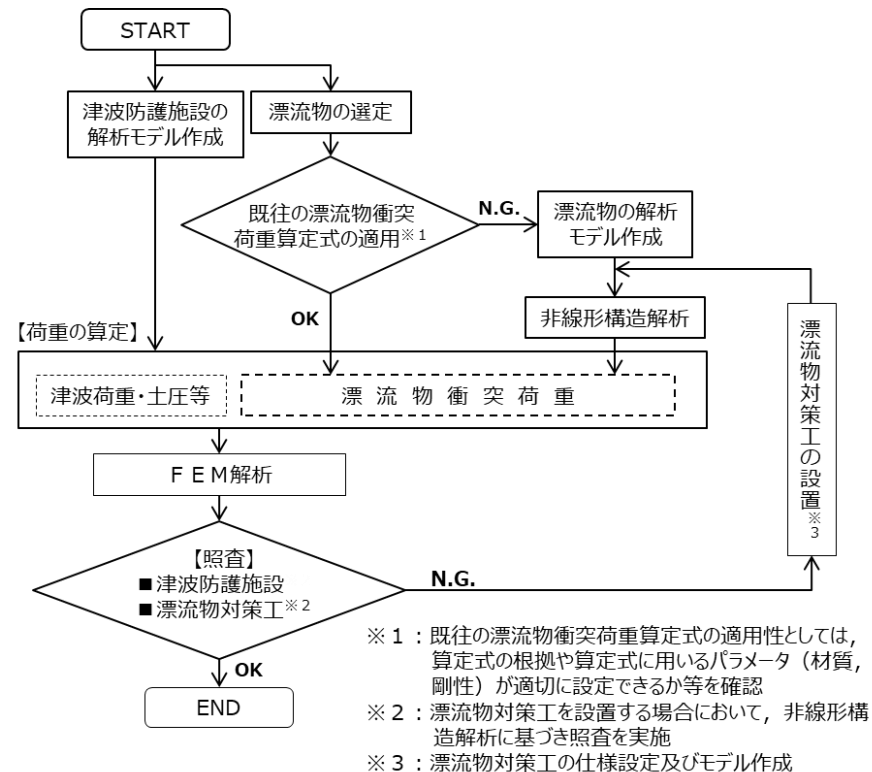 START
津波防護施設の
解析モデル作成
漂流物の選定
既往の漂流物衝突
荷重算定式の適用※1
N.G.
漂流物の解析
モデル作成
OK
非線形構造解析
【荷重の算定】
津波荷重・土圧等
漂流物衝突荷重
漂流物対策工の設置※3
FEM解析
【照査】
■津波防護施設
■漂流物対策工※2
N.G.
OK
END
※1：既往の漂流物衝突荷重算定式の適用性としては，
算定式の根拠や算定式に用いるパラメータ（材質，
剛性）が適切に設定できるか等を確認
※2：漂流物対策工を設置する場合において，非線形構
造解析に基づき照査を実施
※3：漂流物対策工の仕様設定及びモデル作成